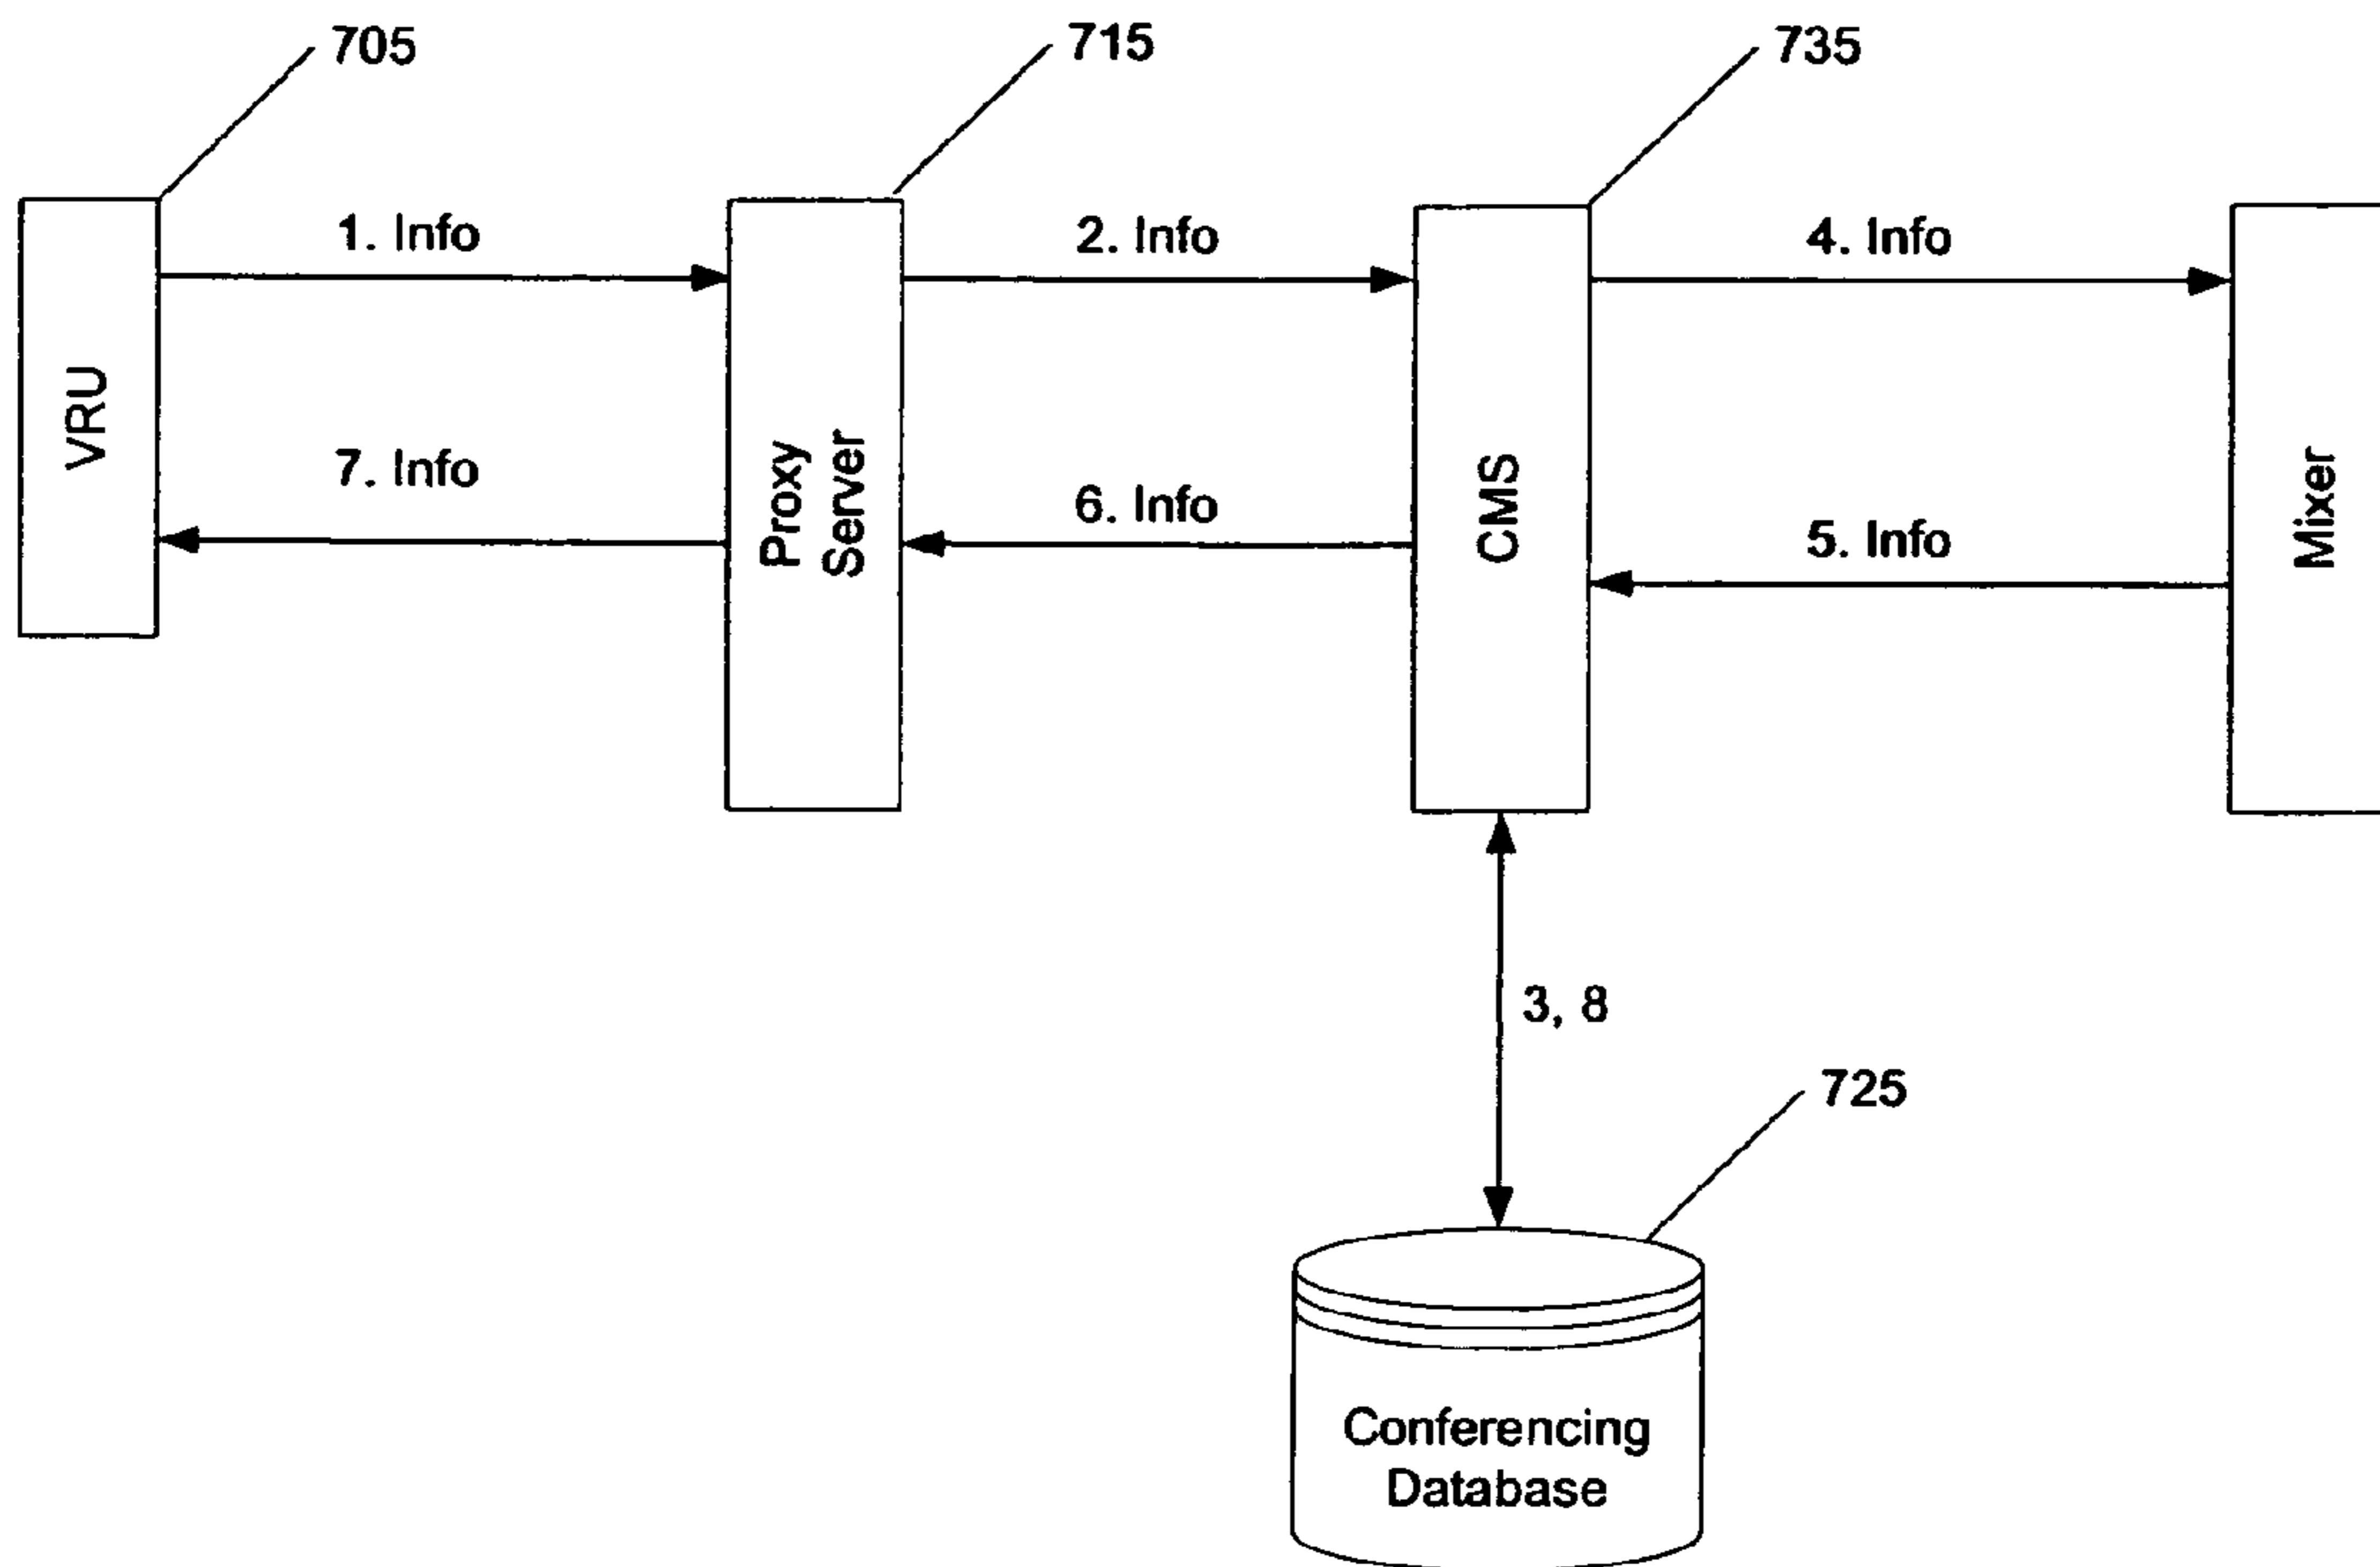 705
715
735
1. Info
2. Info
4. Info
VRU
Proxy
Server
CMS
Mixer
7. Info
6. Info
5. Info
3, 8
725
Conferencing
Database